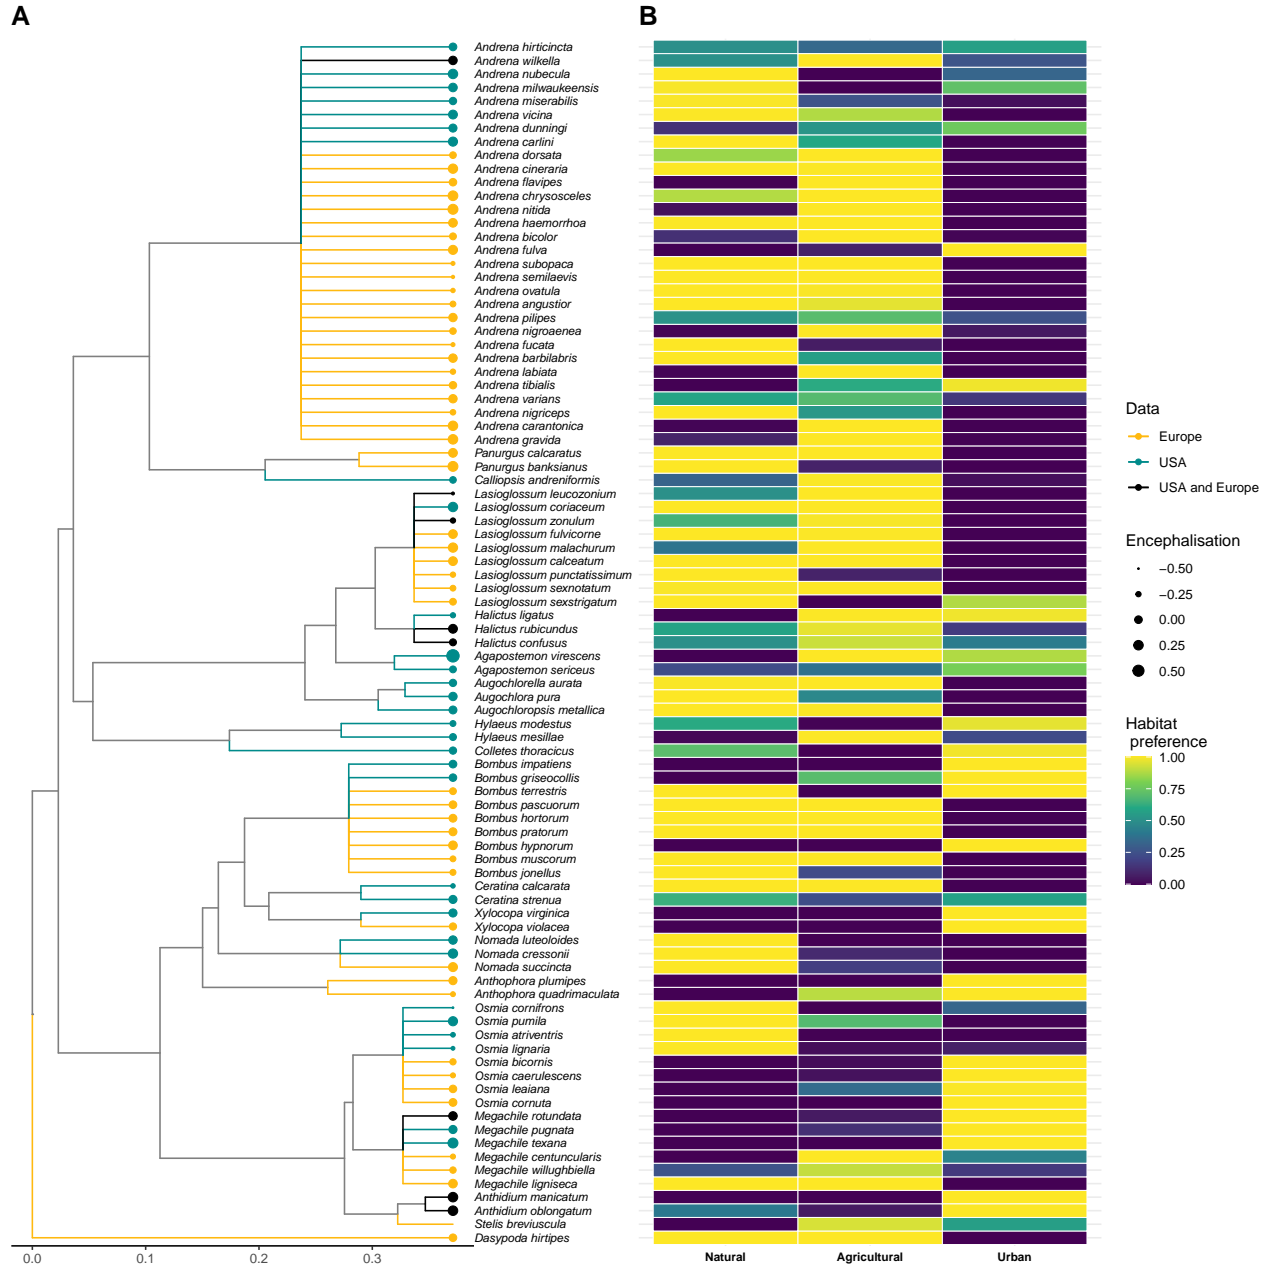 A
B
Andrena hirticincta
Andrena wilkella
Andrena nubecula
Andrena milwaukeensis
Andrena miserabilis
Andrena vicina
Andrena dunningi
Andrena carlini
Andrena dorsata
Andrena cineraria
Andrena flavipes
Andrena chrysosceles
Andrena nitida
Andrena haemorrhoa
Andrena bicolor
Andrena fulva
Andrena subopaca
Andrena semilaevis
Andrena ovatula
Andrena angustior
Andrena pilipes
Andrena nigroaenea
Andrena fucata
Andrena barbilabris
Andrena labiata
Andrena tibialis
Andrena varians
Andrena nigriceps
Andrena carantonica
Andrena gravida
Panurgus calcaratus
Panurgus banksianus
Calliopsis andreniformis
Lasioglossum leucozonium
Lasioglossum coriaceum
Lasioglossum zonulum
Lasioglossum fulvicorne
Lasioglossum malachurum
Lasioglossum calceatum
Lasioglossum punctatissimum
Lasioglossum sexnotatum
Lasioglossum sexstrigatum
Halictus ligatus
Halictus rubicundus
Halictus confusus
Agapostemon virescens
Agapostemon sericeus
Augochlorella aurata
Augochlora pura
Augochloropsis metallica
Hylaeus modestus
Hylaeus mesillae
Colletes thoracicus
Bombus impatiens
Bombus griseocollis
Bombus terrestris
Bombus pascuorum
Bombus hortorum
Bombus pratorum
Bombus hypnorum
Bombus muscorum
Bombus jonellus
Ceratina calcarata
Ceratina strenua
Xylocopa virginica
Xylocopa violacea
Nomada luteoloides
Nomada cressonii
Nomada succincta
Anthophora plumipes
Anthophora quadrimaculata
Osmia cornifrons
Osmia pumila
Osmia atriventris
Osmia lignaria
Osmia bicornis
Osmia caerulescens
Osmia leaiana
Osmia cornuta
Megachile rotundata
Megachile pugnata
Megachile texana
Megachile centuncularis
Megachile willughbiella
Megachile ligniseca
Anthidium manicatum
Anthidium oblongatum
Stelis breviuscula
Dasypoda hirtipes
0.0 0.1 0.2 0.3
Natural Agricultural Urban
Data
Europe
USA
USA and Europe
Encephalisation
−0.50
−0.25
0.00
0.25
0.50
Habitat
preference
1.00
0.75
0.50
0.25
0.00